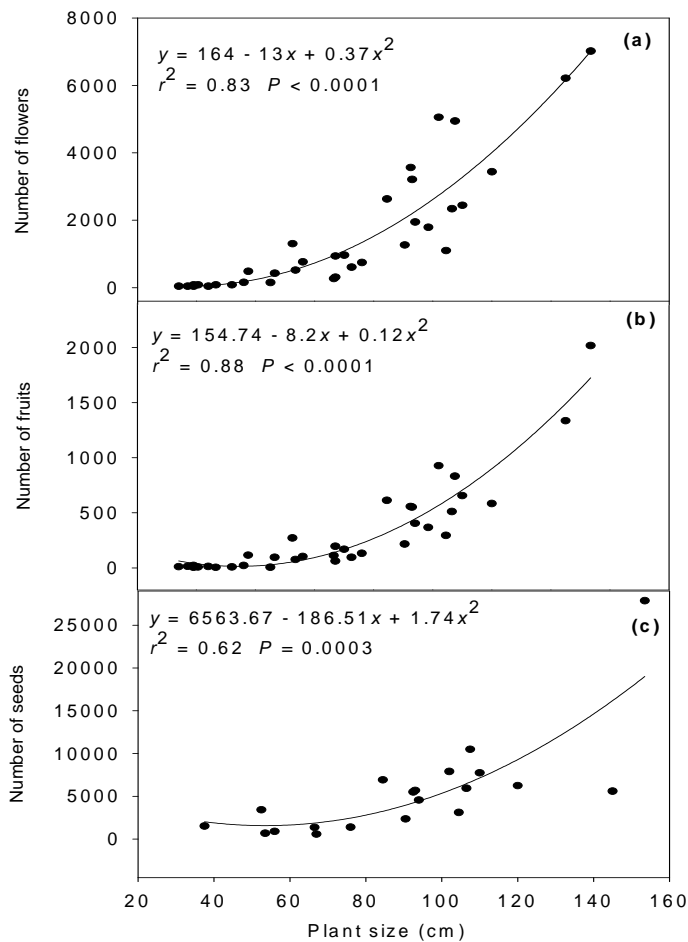 (a)
y = 164 - 13x + 0.37x²
r² = 0.83 P < 0.0001
8000
6000
4000
2000
0
Number of flowers
(b)
y = 154.74 - 8.2x + 0.12x²
r² = 0.88 P < 0.0001
2000
1500
1000
500
0
Number of fruits
y = 6563.67 - 186.51x + 1.74x²
(c)
r² = 0.62 P = 0.0003
25000
20000
15000
10000
5000
0
Number of seeds
20 40 60 80 100 120 140 160
Plant size (cm)